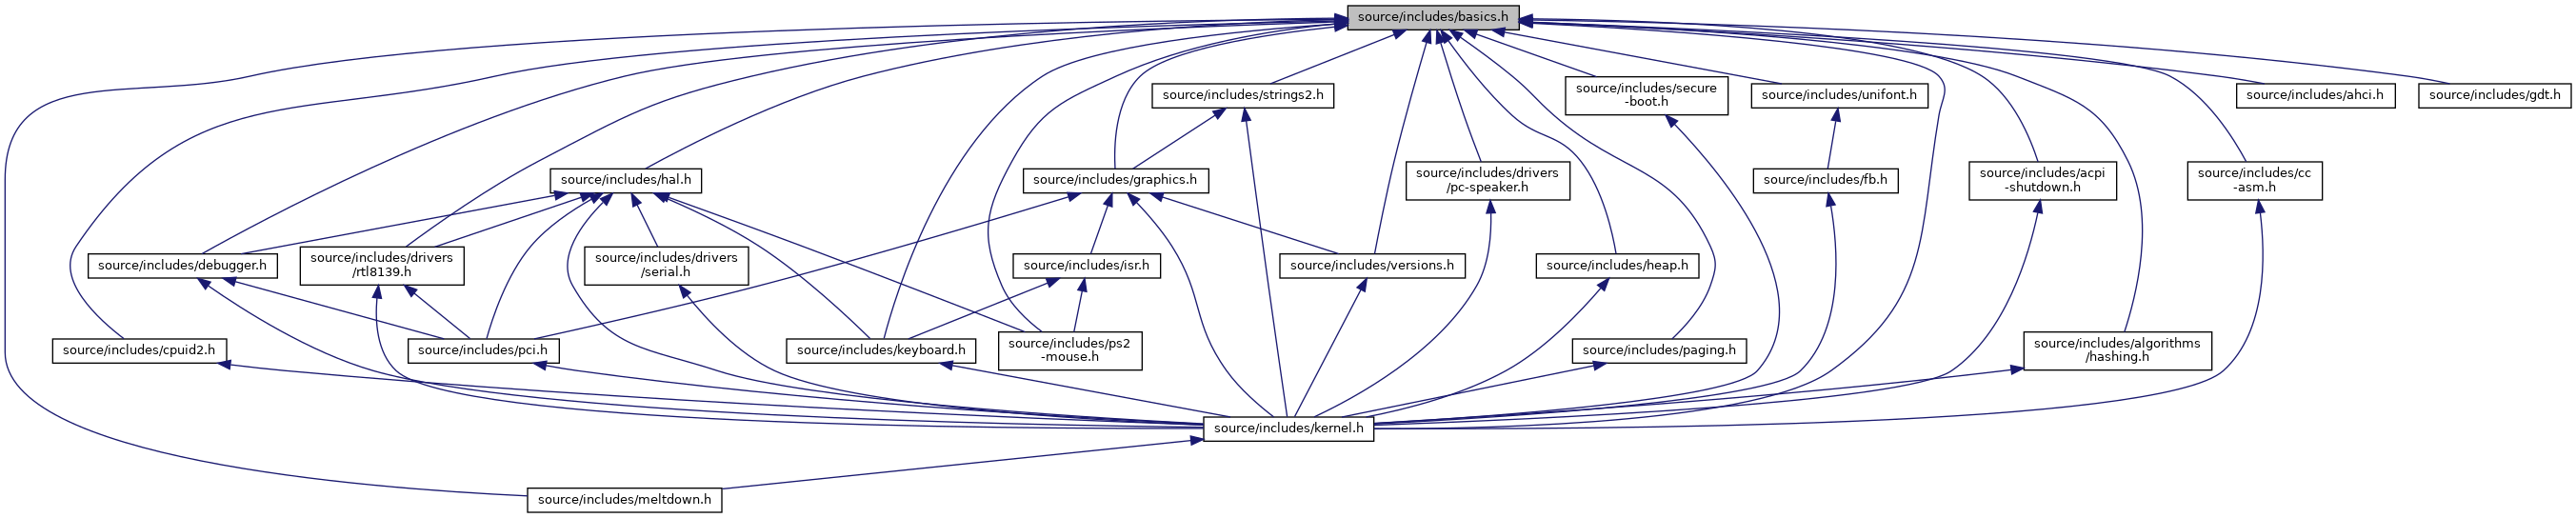 source/includes/basics.h
source/includes/strings2.h
source/includes/secure
-boot.h
source/includes/unifont.h
source/includes/ahci.h
source/includes/gdt.h
source/includes/hal.h
source/includes/graphics.h
source/includes/drivers
/pc-speaker.h
source/includes/fb.h
source/includes/acpi
-shutdown.h
source/includes/cc
-asm.h
source/includes/debugger.h
source/includes/drivers
/rtl8139.h
source/includes/drivers
/serial.h
source/includes/isr.h
source/includes/versions.h
source/includes/heap.h
source/includes/cpuid2.h
source/includes/pci.h
source/includes/keyboard.h
source/includes/ps2
-mouse.h
source/includes/paging.h
source/includes/algorithms
/hashing.h
source/includes/kernel.h
source/includes/meltdown.h